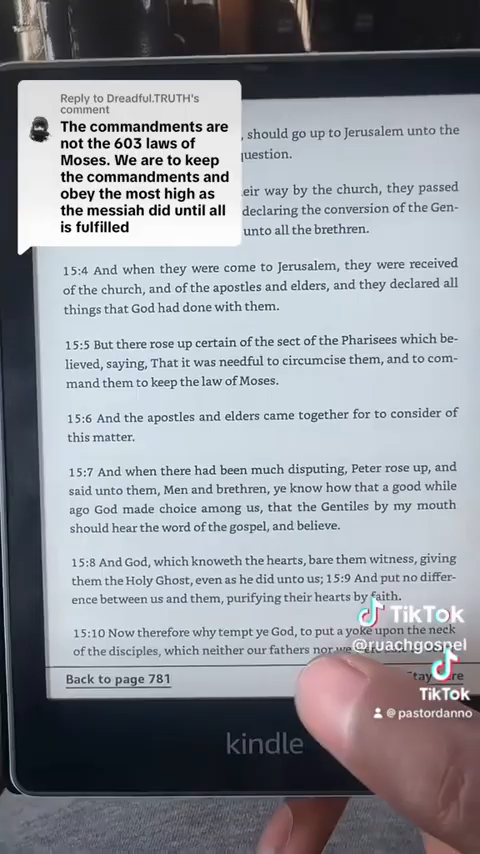 Reply to Dreadful.TRUTH's
comment
The commandments are
not the 603 laws of
Moses. We are to keep
the commandments and
obey the most high as
the messiah did until all
is fulfilled
, should go up to Jerusalem unto the
uestion.
eir way by the church, they passed
declaring the conversion of the Gen-
unto all the brethren.
15:4 And when they were come to Jerusalem, they were received
of the church, and of the apostles and elders, and they declared all
things that God had done with them.
15:5 But there rose up certain of the sect of the Pharisees which be-
lieved, saying, That it was needful to circumcise them, and to com-
mand them to keep the law of Moses.
15:6 And the apostles and elders came together for to consider of
this matter.
15:7 And when there had been much disputing, Peter rose up, and
said unto them, Men and brethren, ye know how that a good while
ago God made choice among us, that the Gentiles by my mouth
should hear the word of the gospel, and believe.
15:8 And God, which knoweth the hearts, bare them witness, giving
them the Holy Ghost, even as he did unto us; 15:9 And put no differ-
ence between us and them, purifying their hearts by faith.
15:10 Now therefore why tempt ye God, to put a yoke upon the neck
of the disciples, which neither our fathers nor we
Back to page 781
TikTok
@ruachgospel
TikTok
@pastordanno
kindle